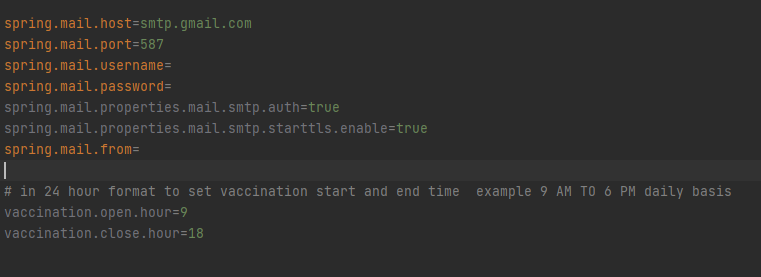 spring.mail.host=smtp.gmail.com
spring.mail.port=587
spring.mail.username=
spring.mail.password=
spring.mail.properties.mail.smtp.auth=true
spring.mail.properties.mail.smtp.starttls.enable=true
spring.mail.from=
# in 24 hour format to set vaccination start and end time  example 9 AM TO 6 PM daily basis
vaccination.open.hour=9
vaccination.close.hour=18